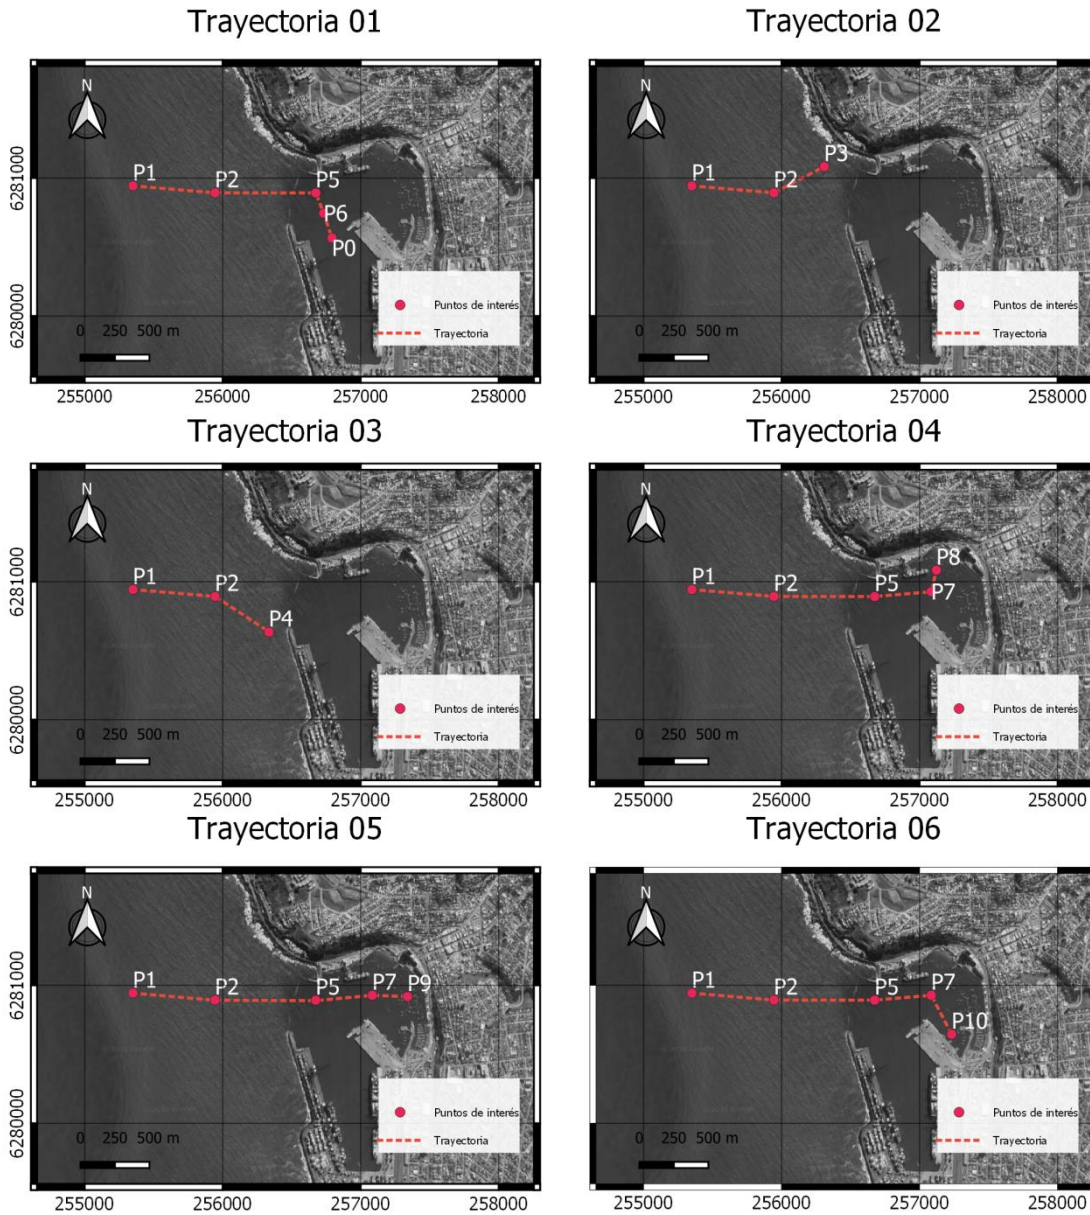 Trayectoria 01
N
P1
P2
P5
P6
P0
6281000
6280000
0 250 500 m
Puntos de interés
Trayectoria
255000 256000 257000 258000
Trayectoria 02
N
P1
P2
P3
0 250 500 m
Puntos de interés
Trayectoria
255000 256000 257000 258000
Trayectoria 03
N
P1
P2
P4
6281000
6280000
0 250 500 m
Puntos de interés
Trayectoria
255000 256000 257000 258000
Trayectoria 04
N
P1
P2
P5
P8
P7
0 250 500 m
Puntos de interés
Trayectoria
255000 256000 257000 258000
Trayectoria 05
N
P1
P2
P5
P7
P9
6281000
6280000
0 250 500 m
Puntos de interés
Trayectoria
255000 256000 257000 258000
Trayectoria 06
N
P1
P2
P5
P7
P10
0 250 500 m
Puntos de interés
Trayectoria
255000 256000 257000 258000